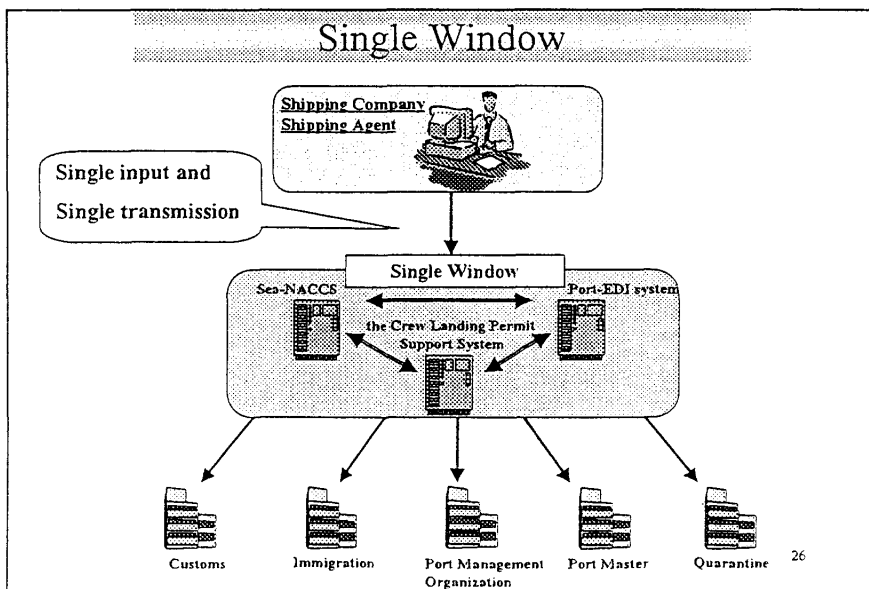 Single Window
Shipping Company
Shipping Agent
Single input and
Single transmission
Single Window
Sea-NACCS
Port-EDI system
the Crew Landing Permit
Support System
Customs
Immigration
Port Management
Organization
Port Master
Quarantine
26